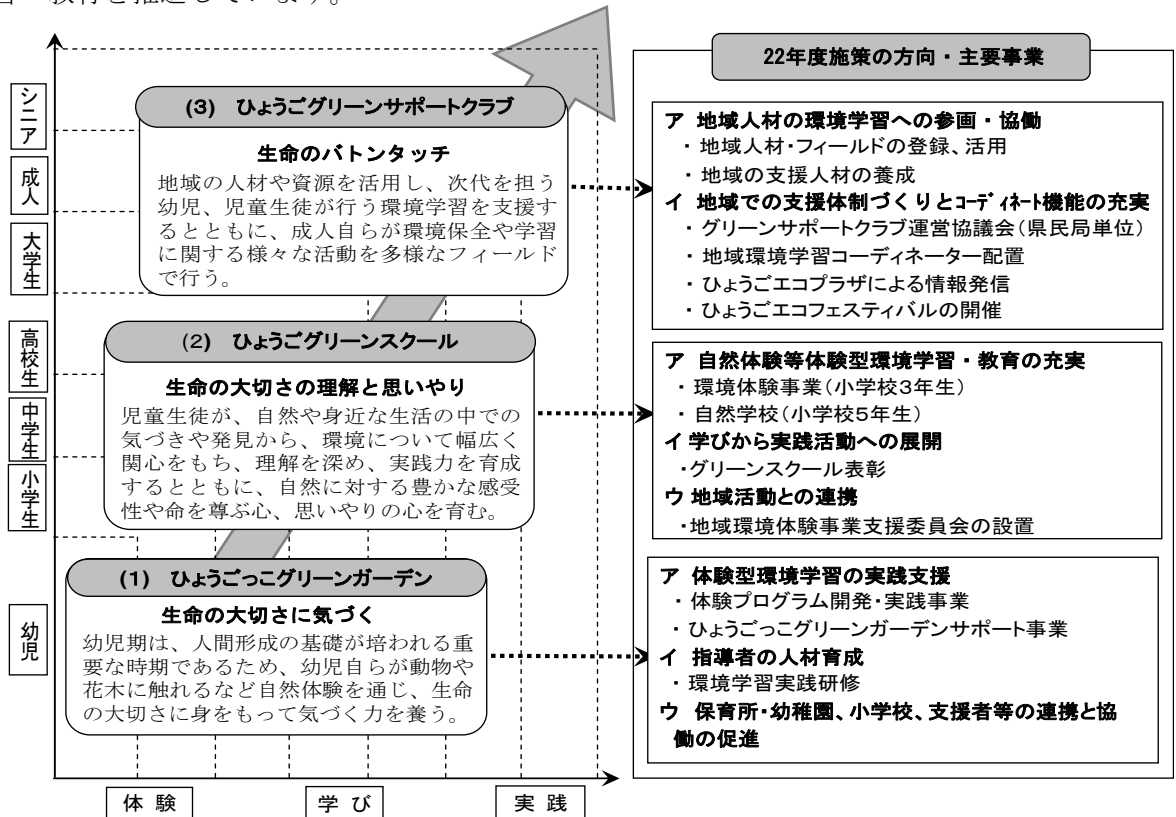 教育を推進しています。
22年度施策の方向・主要事業
シニア
成人
大学生
高校生
中学生
小学生
幼児
(3) ひょうごグリーンサポートクラブ
生命のバトンタッチ
地域の人材や資源を活用し、次代を担う
幼児、児童生徒が行う環境学習を支援す
るとともに、成人自らが環境保全や学習
に関する様々な活動を多様なフィールド
で行う。
ア 地域人材の環境学習への参画・協働
・地域人材・フィールドの登録、活用
・地域の支援人材の養成
イ 地域での支援体制づくりとコーディネート機能の充実
・グリーンサポートクラブ運営協議会(県民局単位)
・地域環境学習コーディネーター配置
・ひょうごエコプラザによる情報発信
・ひょうごエコフェスティバルの開催
(2) ひょうごグリーンスクール
生命の大切さの理解と思いやり
児童生徒が、自然や身近な生活の中での
気づきや発見から、環境について幅広く
関心をもち、理解を深め、実践力を育成
するとともに、自然に対する豊かな感受
性や命を尊ぶ心、思いやりの心を育む。
ア 自然体験等体験型環境学習・教育の充実
・環境体験事業(小学校3年生)
・自然学校(小学校5年生)
イ 学びから実践活動への展開
・グリーンスクール表彰
ウ 地域活動との連携
・地域環境体験事業支援委員会の設置
(1) ひょうごっこグリーンガーデン
生命の大切さに気づく
幼児期は、人間形成の基礎が培われる重
要な時期であるため、幼児自らが動物や
花木に触れるなど自然体験を通じ、生命
の大切さに身をもって気づく力を養う。
ア 体験型環境学習の実践支援
・体験プログラム開発・実践事業
・ひょうごっこグリーンガーデンサポート事業
イ 指導者の人材育成
・環境学習実践研修
ウ 保育所・幼稚園、小学校、支援者等の連携と協
働の促進
体 験
学 び
実 践